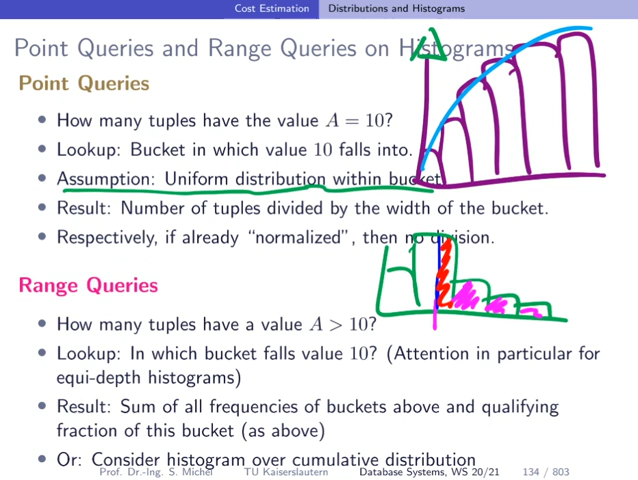 Cost Estimation Distributions and Histograms
Point Queries and Range Queries on Histograms
Point Queries
• How many tuples have the value A = 10?
• Lookup: Bucket in which value 10 falls into.
• Assumption: Uniform distribution within bucket
• Result: Number of tuples divided by the width of the bucket.
• Respectively, if already “normalized”, then no division.
Range Queries
• How many tuples have a value A > 10?
• Lookup: In which bucket falls value 10? (Attention in particular for
equi-depth histograms)
• Result: Sum of all frequencies of buckets above and qualifying
fraction of this bucket (as above)
• Or: Consider histogram over cumulative distribution
Prof. Dr.-Ing. S. Michel TU Kaiserslautern Database Systems, WS 20/21 134 / 803